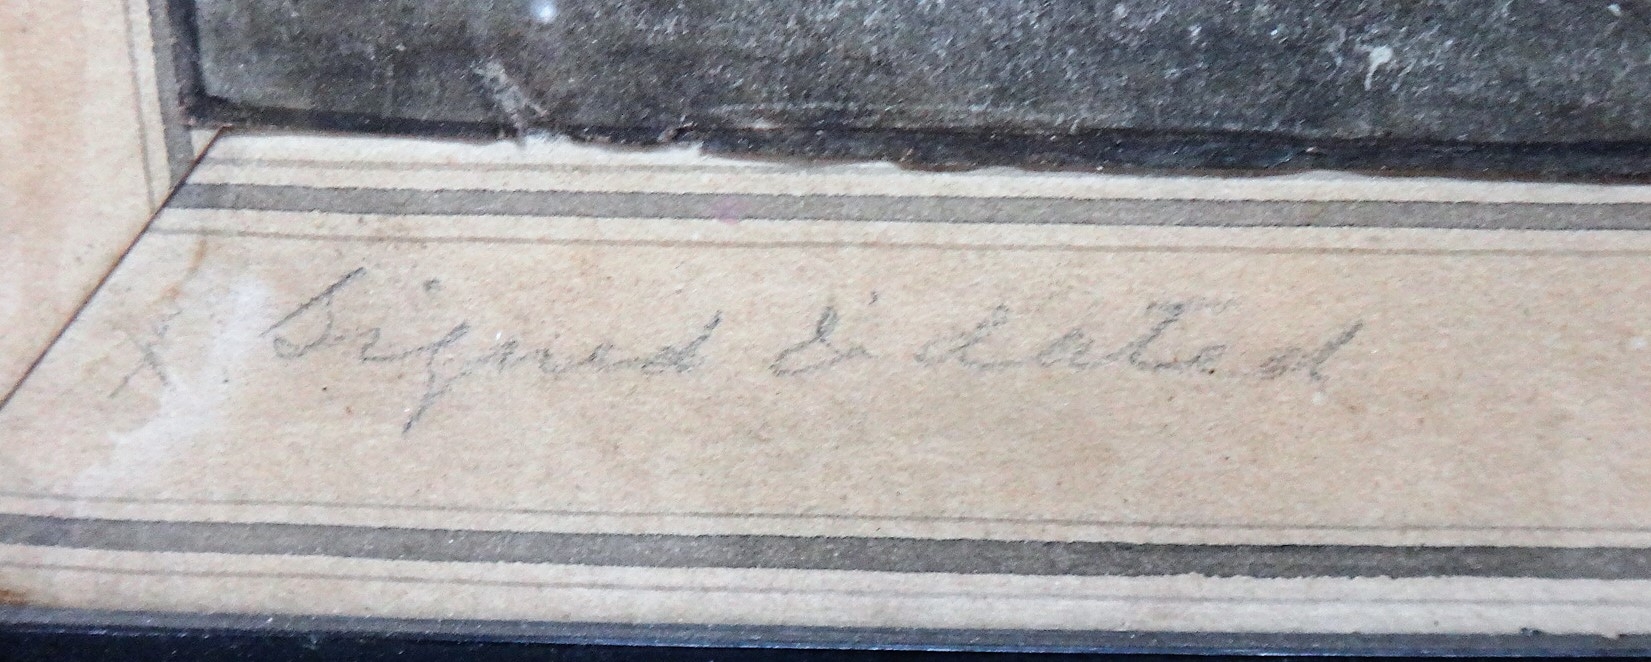 x Signed & dated